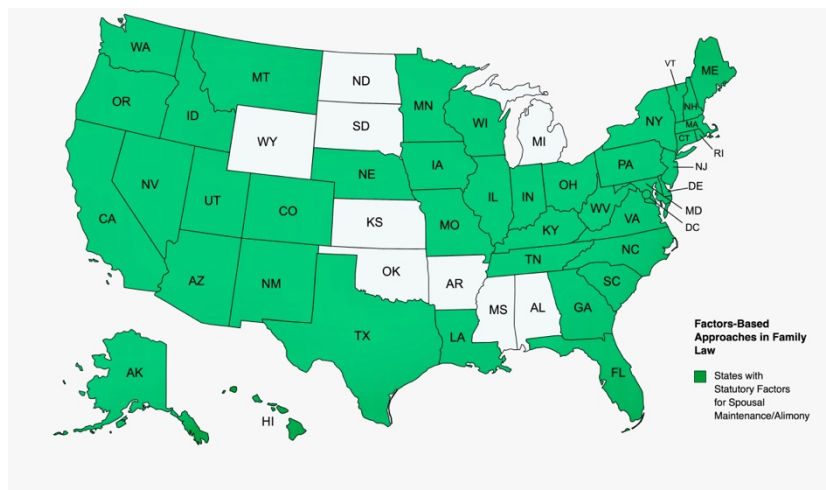 WA
OR
CA
NV
ID
MT
WY
UT
AZ
CO
NM
ND
SD
NE
KS
OK
TX
MN
IA
MO
AR
LA
WI
IL
MI
IN
OH
KY
TN
MS
AL
GA
FL
SC
NC
VA
WV
PA
NY
VT
NH
ME
MA
CT
RI
NJ
DE
MD
DC
AK
HI
Factors-Based
Approaches in Family
Law
States with
Statutory Factors
for Spousal
Maintenance/Alimony